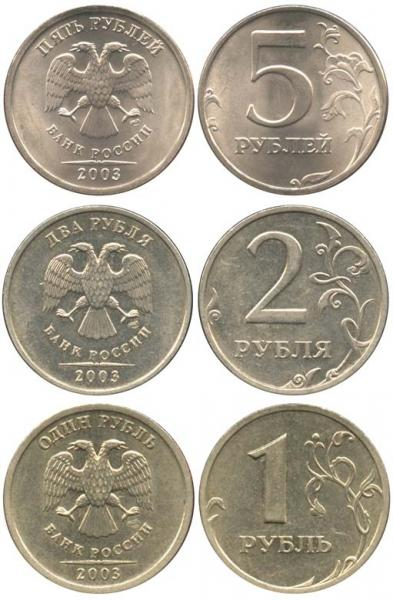 ПЯТЬ РУБЛЕЙ
БАНК РОССИИ
2003
5
РУБЛЕЙ
ДВА РУБЛЯ
БАНК РОССИИ
2003
2
РУБЛЯ
ОДИН РУБЛЬ
БАНК РОССИИ
2003
1
РУБЛЬ